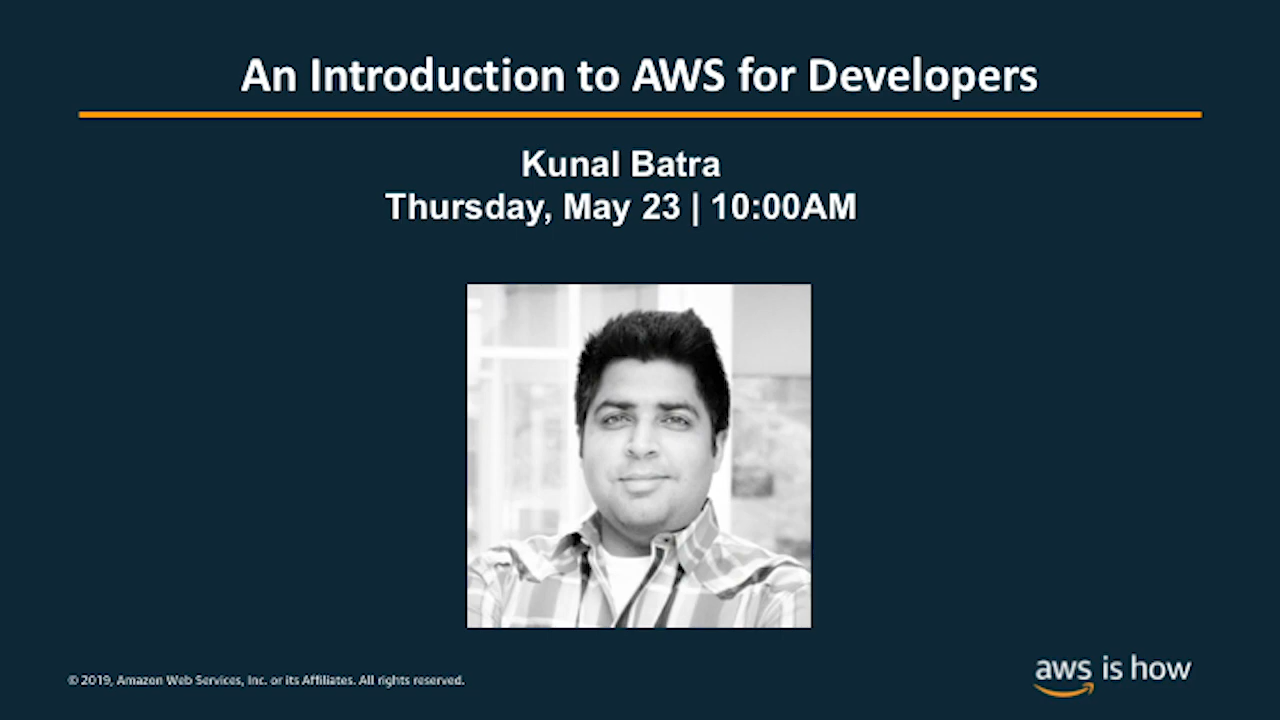 An Introduction to AWS for Developers
Kunal Batra
Thursday, May 23 | 10:00AM
© 2019, Amazon Web Services, Inc. or its Affiliates. All rights reserved.
aws is how